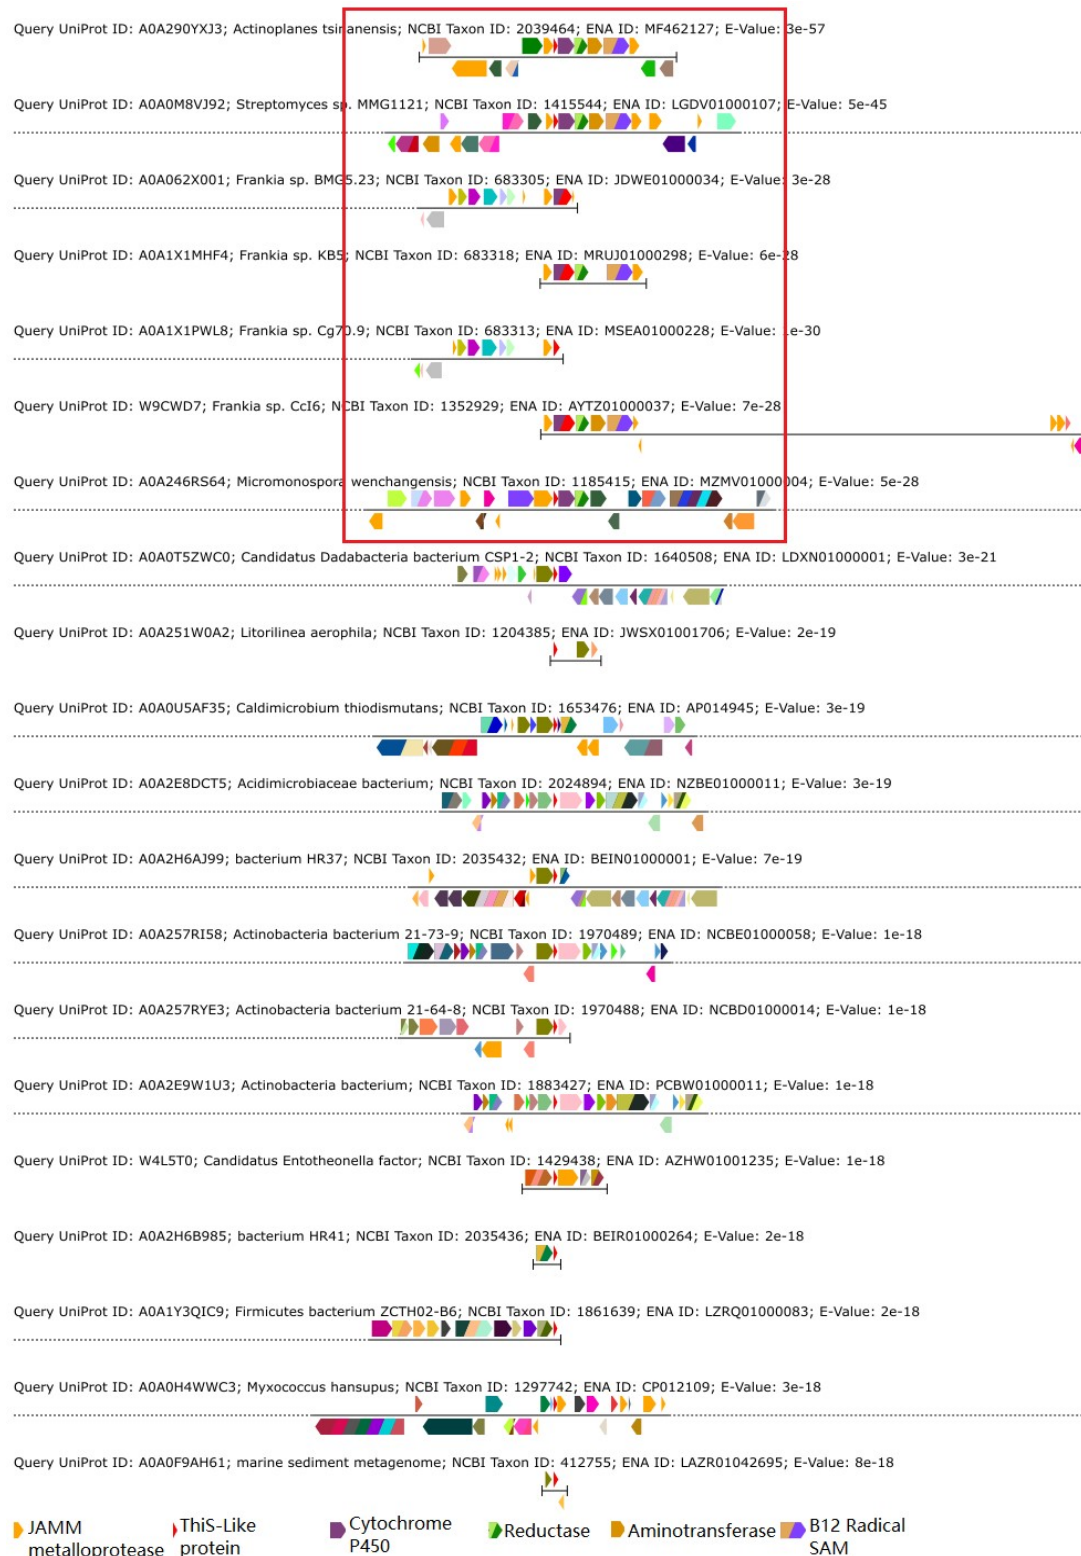 Query UniProt ID: A0A290YXJ3; Actinoplanes tsinanensis; NCBI Taxon ID: 2039464; ENA ID: MF462127; E-Value: 3e-57
Query UniProt ID: A0A0M8VJ92; Streptomyces sp. MMG1121; NCBI Taxon ID: 1415544; ENA ID: LGDV01000107; E-Value: 5e-45
Query UniProt ID: A0A062X001; Frankia sp. BMG5.23; NCBI Taxon ID: 683305; ENA ID: JDWE01000034; E-Value: 3e-28
Query UniProt ID: A0A1X1MHF4; Frankia sp. KB5; NCBI Taxon ID: 683318; ENA ID: MRUJ01000298; E-Value: 6e-28
Query UniProt ID: A0A1X1PWL8; Frankia sp. Cg70.9; NCBI Taxon ID: 683313; ENA ID: MSEA01000228; E-Value: 1e-30
Query UniProt ID: W9CWD7; Frankia sp. CcI6; NCBI Taxon ID: 1352929; ENA ID: AYTZ01000037; E-Value: 7e-28
Query UniProt ID: A0A246RS64; Micromonospora wenchangensis; NCBI Taxon ID: 1185415; ENA ID: MZMV01000004; E-Value: 5e-28
Query UniProt ID: A0A0T5ZWC0; Candidatus Dadabacteria bacterium CSP1-2; NCBI Taxon ID: 1640508; ENA ID: LDXN01000001; E-Value: 3e-21
Query UniProt ID: A0A251W0A2; Litorilinea aerophila; NCBI Taxon ID: 1204385; ENA ID: JWSX01001706; E-Value: 2e-19
Query UniProt ID: A0A0U5AF35; Caldimicrobium thiodismutans; NCBI Taxon ID: 1653476; ENA ID: AP014945; E-Value: 3e-19
Query UniProt ID: A0A2E8DCT5; Acidimicrobiaceae bacterium; NCBI Taxon ID: 2024894; ENA ID: NZBE01000011; E-Value: 3e-19
Query UniProt ID: A0A2H6AJ99; bacterium HR37; NCBI Taxon ID: 2035432; ENA ID: BEIN01000001; E-Value: 7e-19
Query UniProt ID: A0A257RI58; Actinobacteria bacterium 21-73-9; NCBI Taxon ID: 1970489; ENA ID: NCBE01000058; E-Value: 1e-18
Query UniProt ID: A0A257RYE3; Actinobacteria bacterium 21-64-8; NCBI Taxon ID: 1970488; ENA ID: NCBD01000014; E-Value: 1e-18
Query UniProt ID: A0A2E9W1U3; Actinobacteria bacterium; NCBI Taxon ID: 1883427; ENA ID: PCBW01000011; E-Value: 1e-18
Query UniProt ID: W4L5T0; Candidatus Entotheonella factor; NCBI Taxon ID: 1429438; ENA ID: AZHW01001235; E-Value: 1e-18
Query UniProt ID: A0A2H6B985; bacterium HR41; NCBI Taxon ID: 2035436; ENA ID: BEIR01000264; E-Value: 2e-18
Query UniProt ID: A0A1Y3QIC9; Firmicutes bacterium ZCTH02-B6; NCBI Taxon ID: 1861639; ENA ID: LZRQ01000083; E-Value: 2e-18
Query UniProt ID: A0A0H4WWC3; Myxococcus hansupus; NCBI Taxon ID: 1297742; ENA ID: CP012109; E-Value: 3e-18
Query UniProt ID: A0A0F9AH61; marine sediment metagenome; NCBI Taxon ID: 412755; ENA ID: LAZR01042695; E-Value: 8e-18
JAMM
metalloprotease
ThiS-Like
protein
Cytochrome
P450
Reductase
Aminotransferase
B12 Radical
SAM